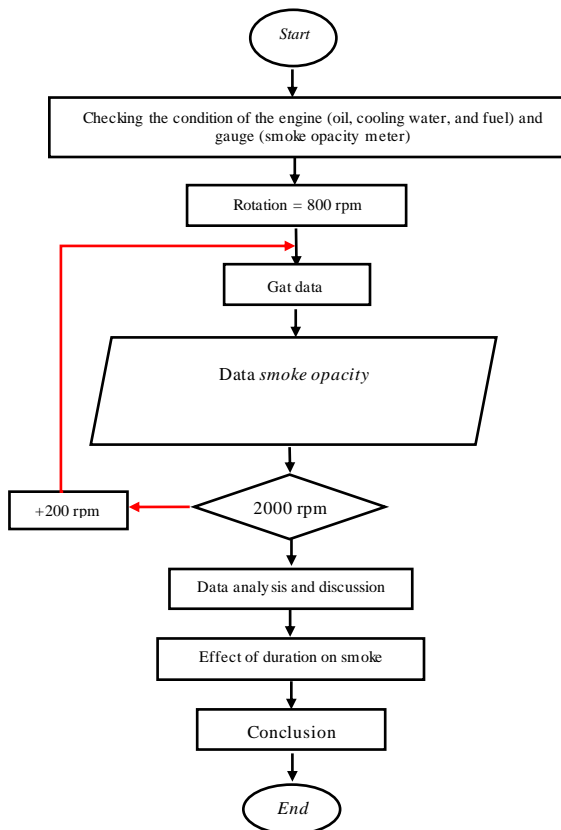 Start
Checking the condition of the engine (oil, cooling water, and fuel) and
gauge (smoke opacity meter)
Rotation = 800 rpm
Gat data
Data smoke opacity
2000 rpm
+200 rpm
Data analysis and discussion
Effect of duration on smoke
Conclusion
End